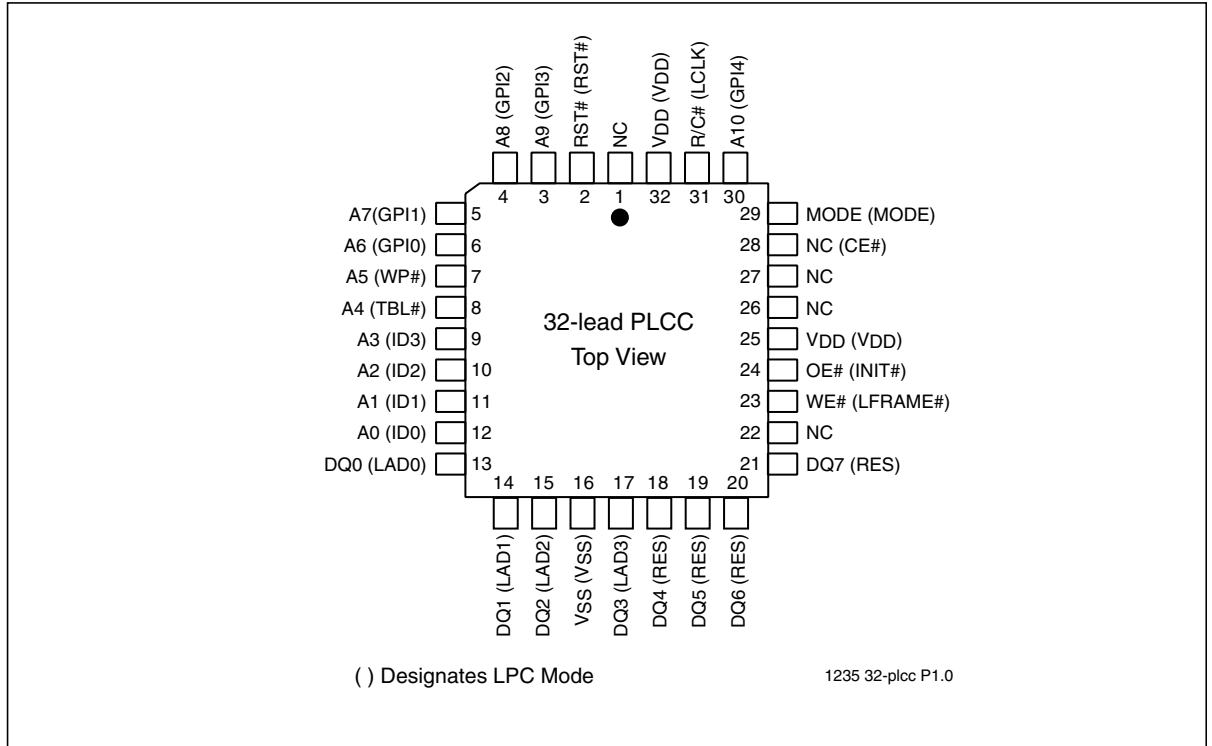 A8 (GPI2)
A9 (GPI3)
RST# (RST#)
NC
VDD (VDD)
R/C# (LCLK)
A10 (GPI4)
4
3
2
1
32
31
30
A7(GPI1)
5
A6 (GPI0)
6
A5 (WP#)
7
A4 (TBL#)
8
A3 (ID3)
9
A2 (ID2)
10
A1 (ID1)
11
A0 (ID0)
12
DQ0 (LAD0)
13
32-lead PLCC
Top View
29
MODE (MODE)
28
NC (CE#)
27
NC
26
NC
25
VDD (VDD)
24
OE# (INIT#)
23
WE# (LFRAME#)
22
NC
21
DQ7 (RES)
14
15
16
17
18
19
20
DQ1 (LAD1)
DQ2 (LAD2)
VSS (VSS)
DQ3 (LAD3)
DQ4 (RES)
DQ5 (RES)
DQ6 (RES)
( ) Designates LPC Mode
1235 32-plcc P1.0